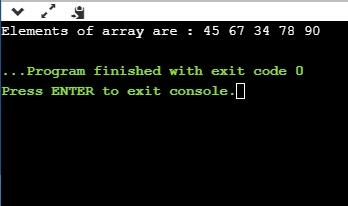 Elements of array are : 45 67 34 78 90
...Program finished with exit code 0
Press ENTER to exit console.